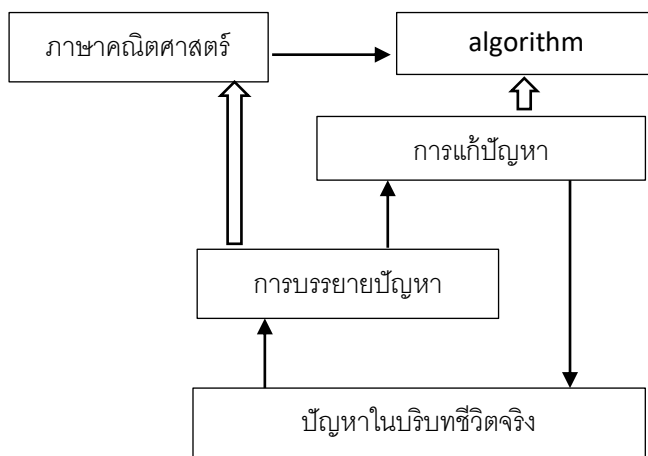 ภาษาคณิตศาสตร์
algorithm
การแก้ปัญหา
การบรรยายปัญหา
ปัญหาในบริบทชีวิตจริง